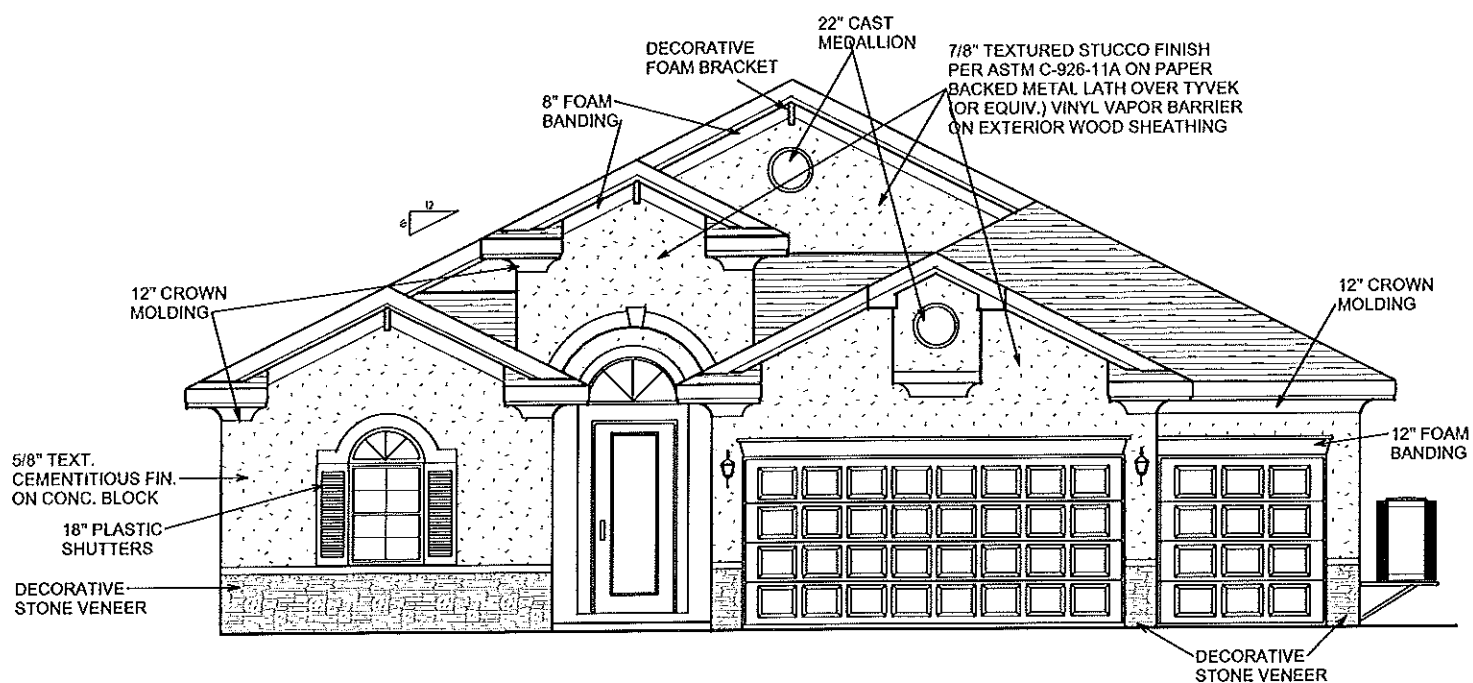 22" CAST
MEDALLION
DECORATIVE
FOAM BRACKET
7/8" TEXTURED STUCCO FINISH
PER ASTM C-926-11A ON PAPER
BACKED METAL LATH OVER TYVEK
(OR EQUIV.) VINYL VAPOR BARRIER
ON EXTERIOR WOOD SHEATHING
8" FOAM
BANDING
12
6
12" CROWN
MOLDING
12" CROWN
MOLDING
12" FOAM
BANDING
5/8" TEXT.
CEMENTITIOUS FIN.
ON CONC. BLOCK
18" PLASTIC
SHUTTERS
DECORATIVE
STONE VENEER
DECORATIVE
STONE VENEER